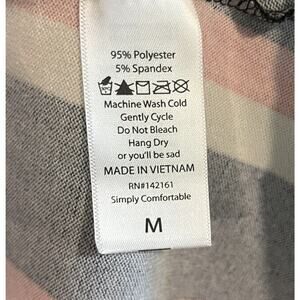 95% Polyester
5% Spandex
Machine Wash Cold
Gently Cycle
Do Not Bleach
Hang Dry
or you'll be sad
MADE IN VIETNAM
RN#142161
Simply Comfortable
M